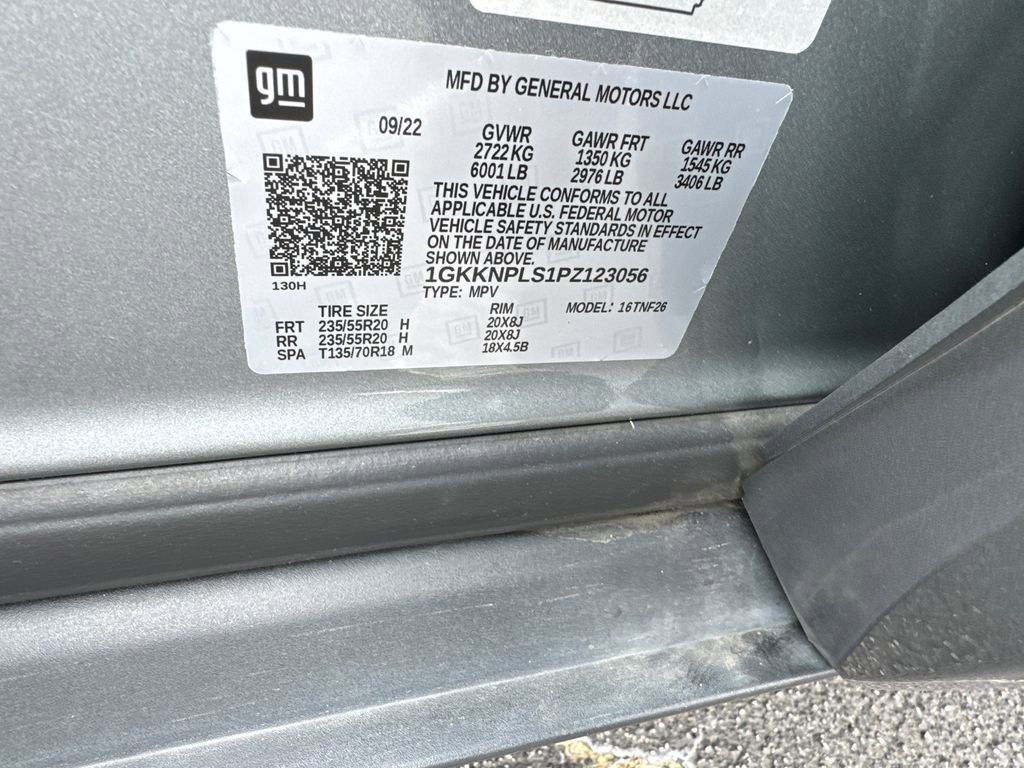 gm
MFD BY GENERAL MOTORS LLC
09/22
GVWR GAWR FRT GAWR RR
2722 KG 1350 KG 1545 KG
6001 LB 2976 LB 3406 LB
THIS VEHICLE CONFORMS TO ALL
APPLICABLE U.S. FEDERAL MOTOR
VEHICLE SAFETY STANDARDS IN EFFECT
ON THE DATE OF MANUFACTURE
SHOWN ABOVE.
1GKKNPLS1PZ123056
130H
TYPE: MPV MODEL: 16TNF26
TIRE SIZE RIM
FRT 235/55R20 H 20X8J
RR 235/55R20 H 20X8J
SPA T135/70R18 M 18X4.5B